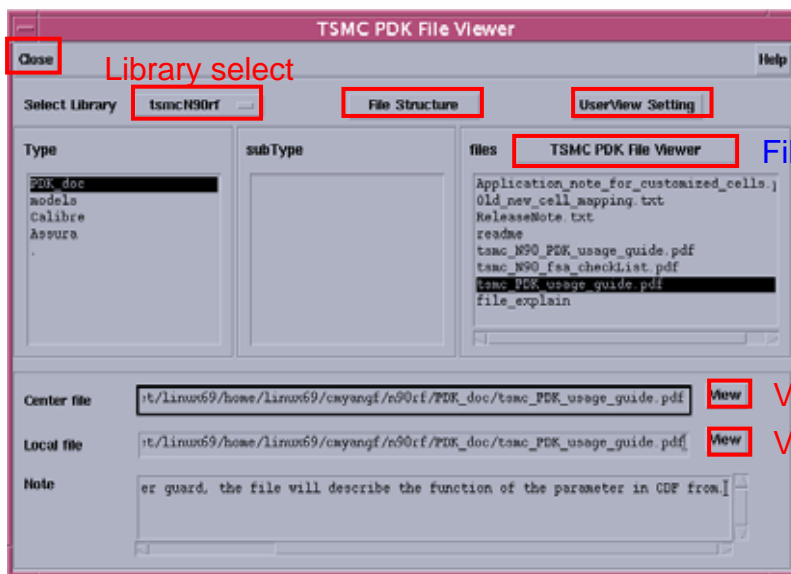 TSMC PDK File Viewer
Close
Help
Library select
Select Library tsmcN90rf File Structure UserView Setting
Type subType files TSMC PDK File Viewer Fil
PDK_doc
models
Calibre
Assura
.
Application_note_for_customized_cells.p
Old_new_cell_mapping.txt
ReleaseNote.txt
readme
tsmc_N90_PDK_usage_guide.pdf
tsmc_N90_fsa_checkList.pdf
tsmc_PDK_usage_guide.pdf
file_explain
Center file :t/linux69/home/linux69/cmyangf/n90rf/PDK_doc/tsmc_PDK_usage_guide.pdf View V
Local file :t/linux69/home/linux69/cmyangf/n90rf/PDK_doc/tsmc_PDK_usage_guide.pdf View V
Note er guard, the file will describe the function of the parameter in CDF from.